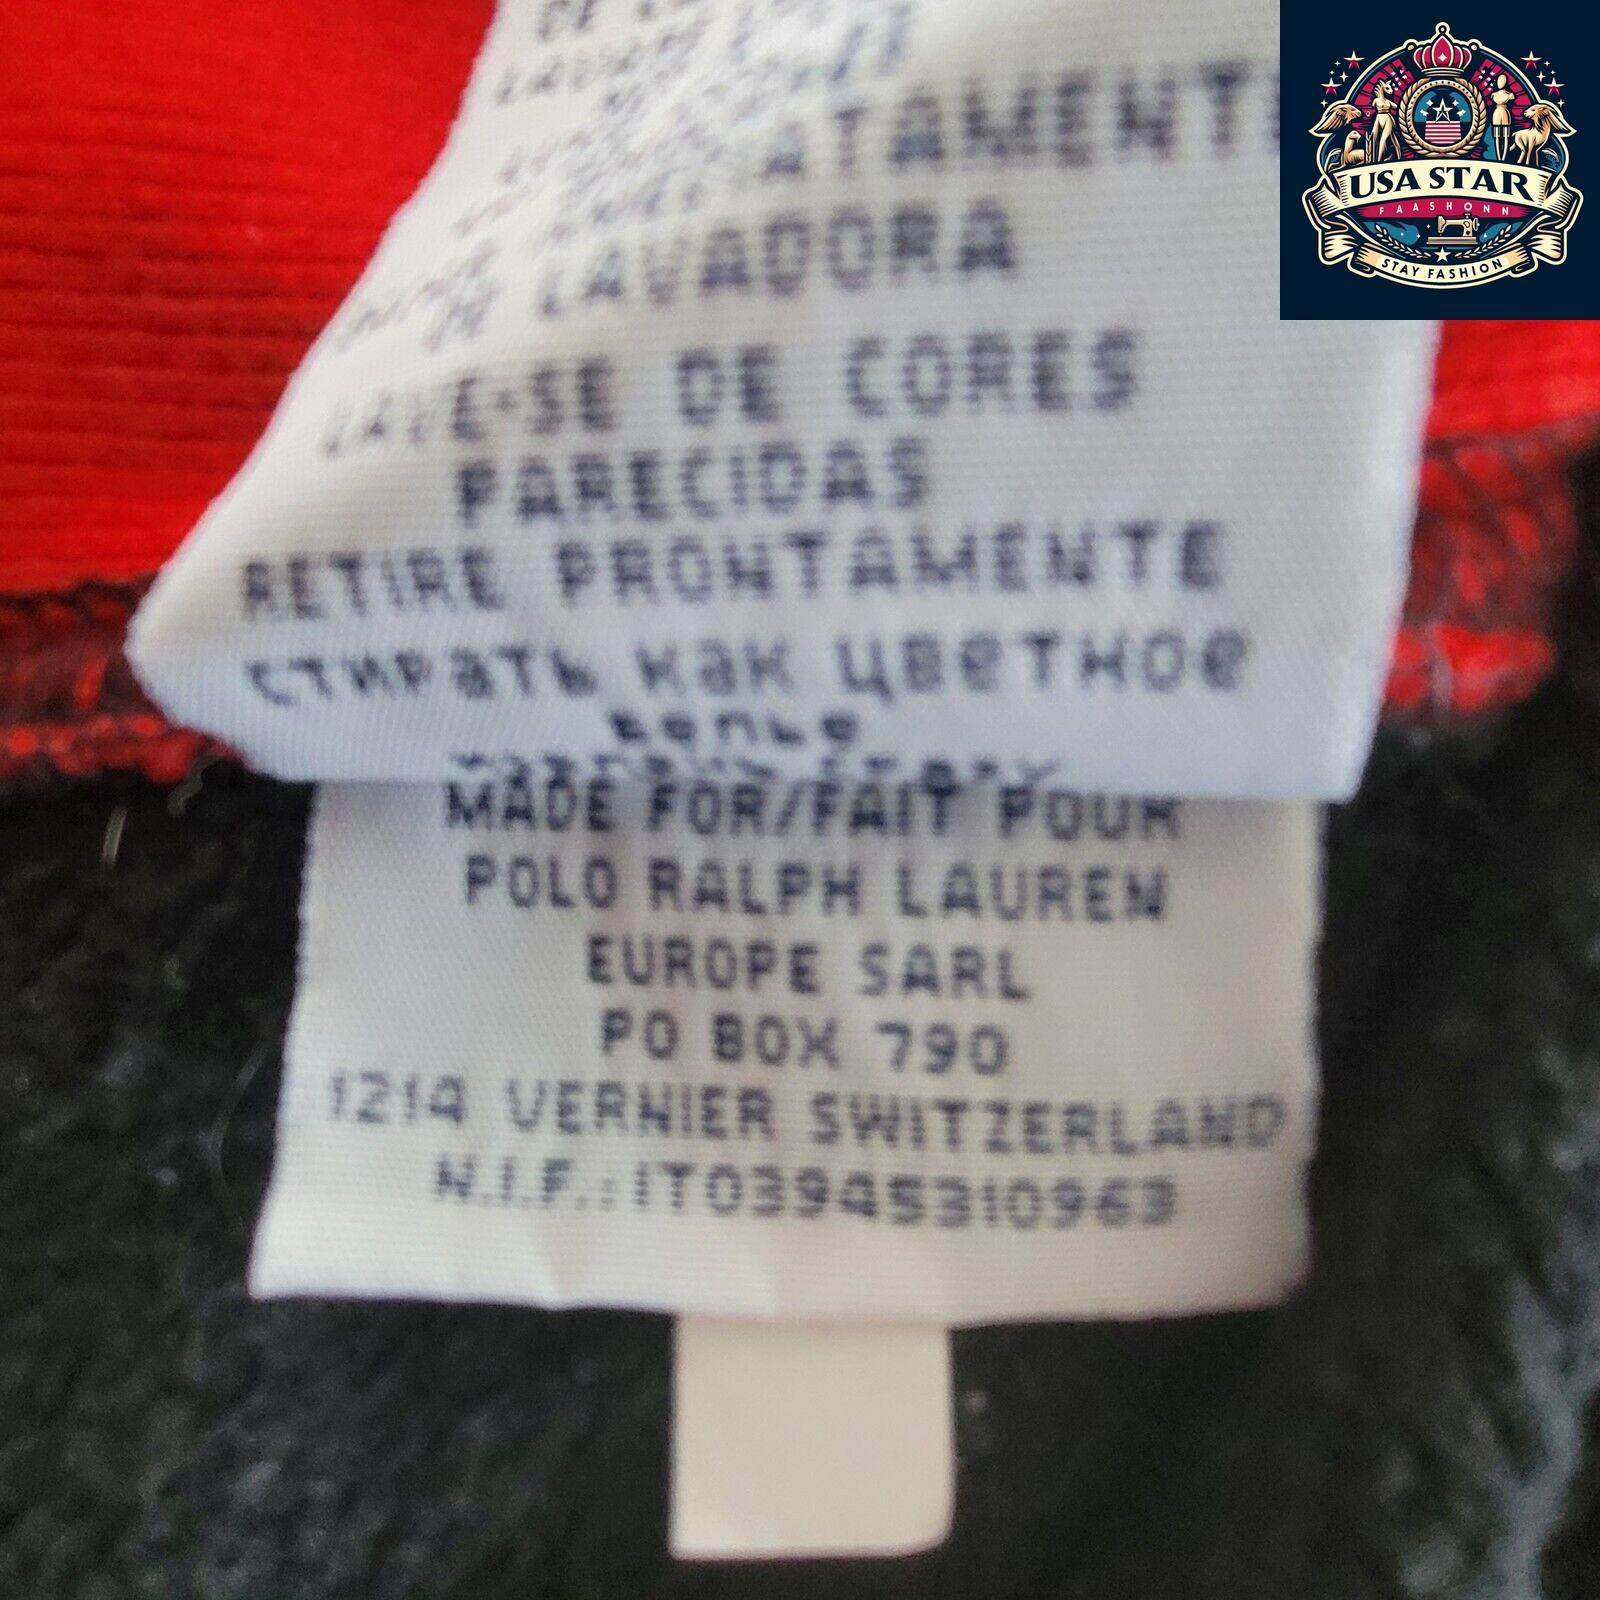 LAVADORA
LAVE-SE DE CORES
PARECIDAS
RETIRE PRONTAMENTE
СТИРАТЬ КАК ЦВЕТНОЕ
MADE FOR/FAIT POUR
POLO RALPH LAUREN
EUROPE SARL
PO BOX 790
1214 VERNIER SWITZERLAND
N.I.F.: IT03945310963
USA STAR
FAASHONN
STAY FASHION